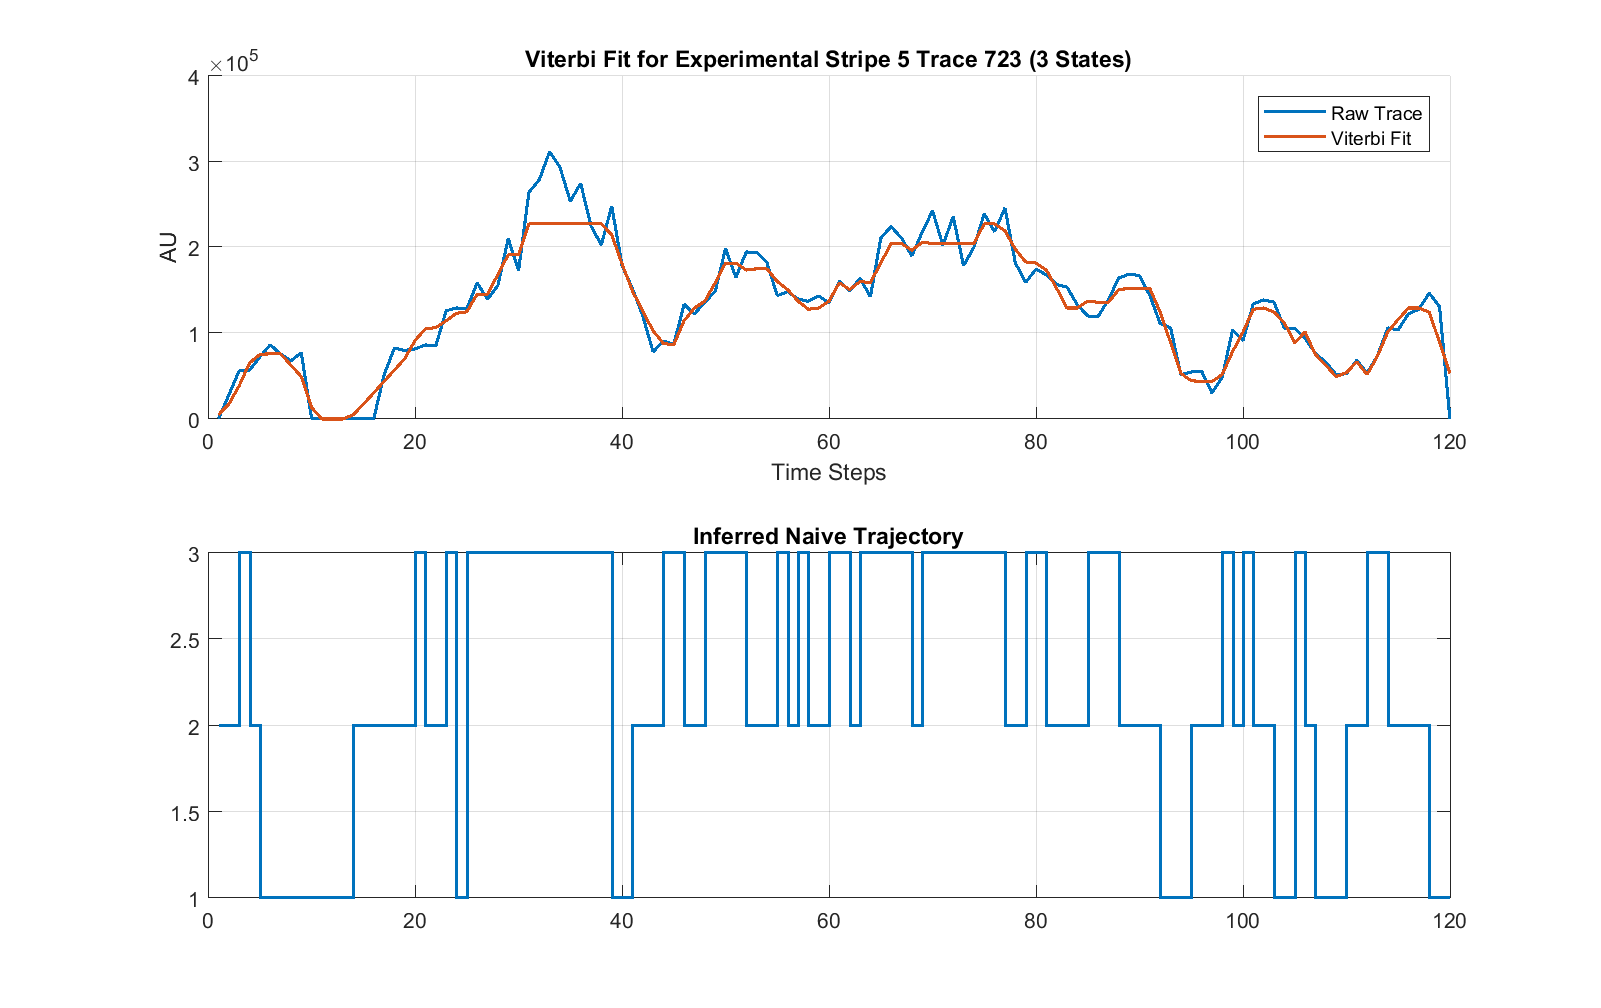 Viterbi Fit for Experimental Stripe 5 Trace 723 (3 States)
×10^5
4
3
2
1
0
AU
Raw Trace
Viterbi Fit
0 20 40 60 80 100 120
Time Steps
Inferred Naive Trajectory
3
2.5
2
1.5
1
0 20 40 60 80 100 120